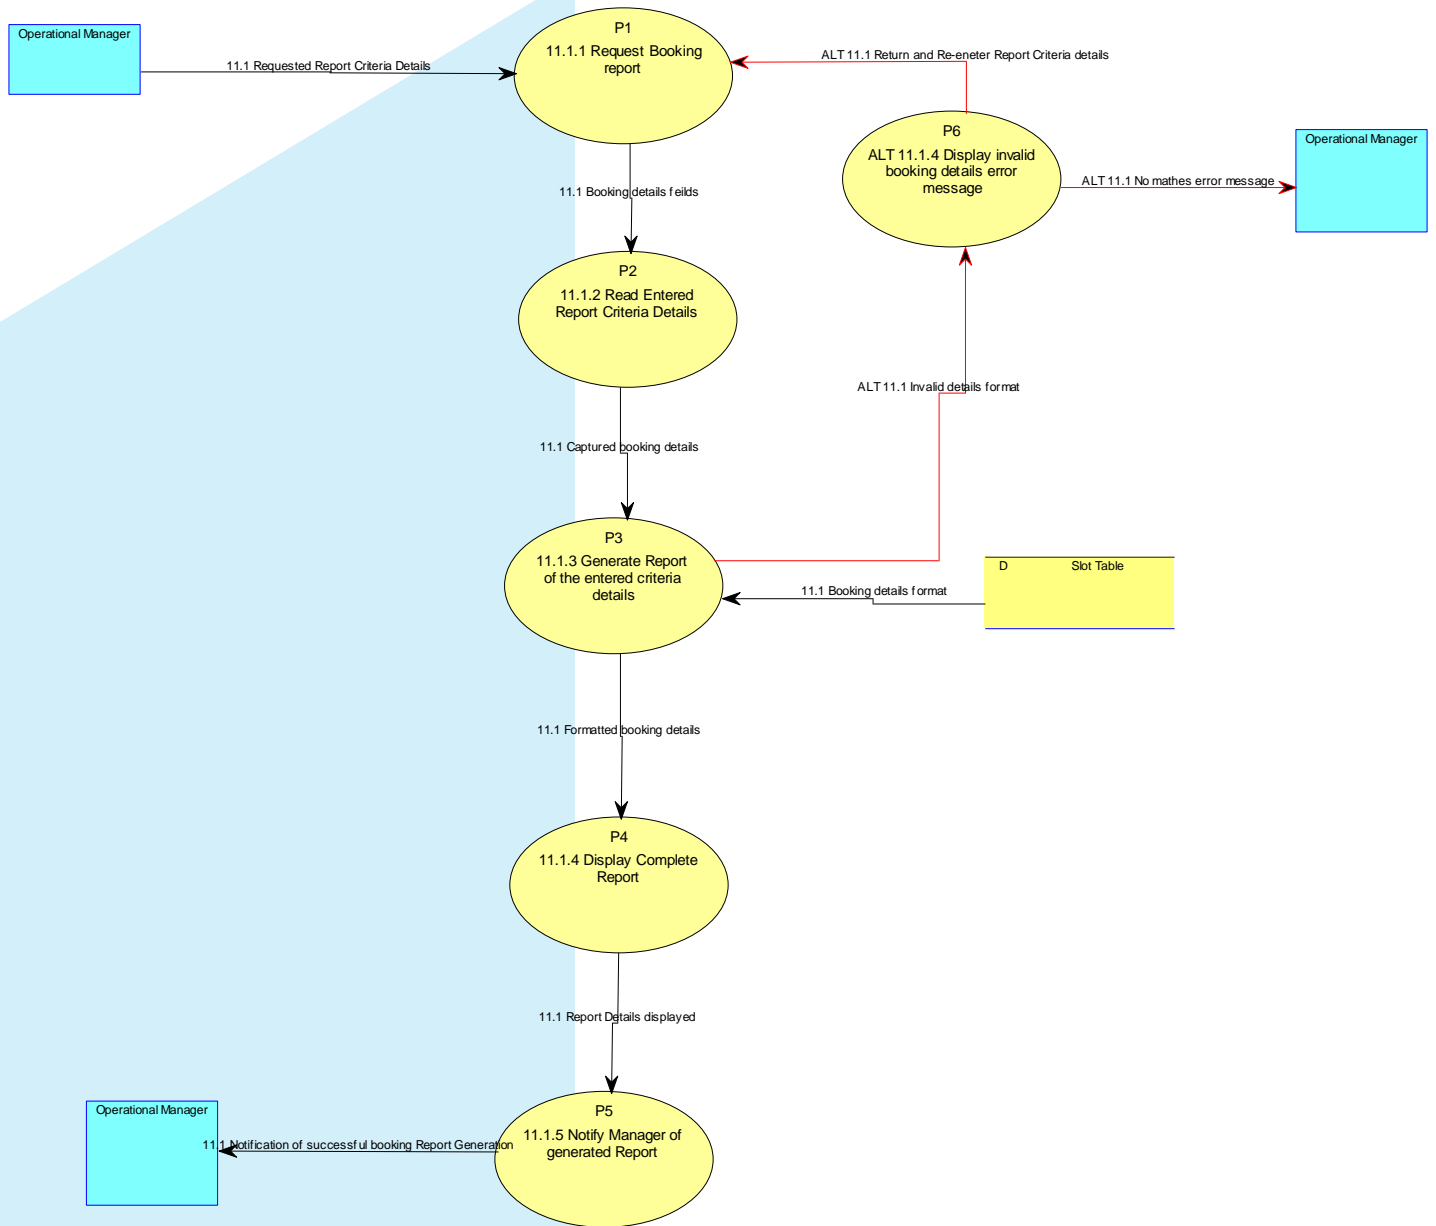 Operational Manager
11.1 Requested Report Criteria Details
P1
11.1.1 Request Booking
report
ALT 11.1 Return and Re-eneter Report Criteria details
P6
ALT 11.1.4 Display invalid
booking details error
message
Operational Manager
ALT 11.1 No mathes error message
11.1 Booking details feilds
P2
11.1.2 Read Entered
Report Criteria Details
ALT 11.1 Invalid details format
11.1 Captured booking details
P3
11.1.3 Generate Report
of the entered criteria
details
D
Slot Table
11.1 Booking details format
11.1 Formatted booking details
P4
11.1.4 Display Complete
Report
11.1 Report Details displayed
Operational Manager
P5
11.1.5 Notify Manager of
generated Report
11.1 Notification of successful booking Report Generation